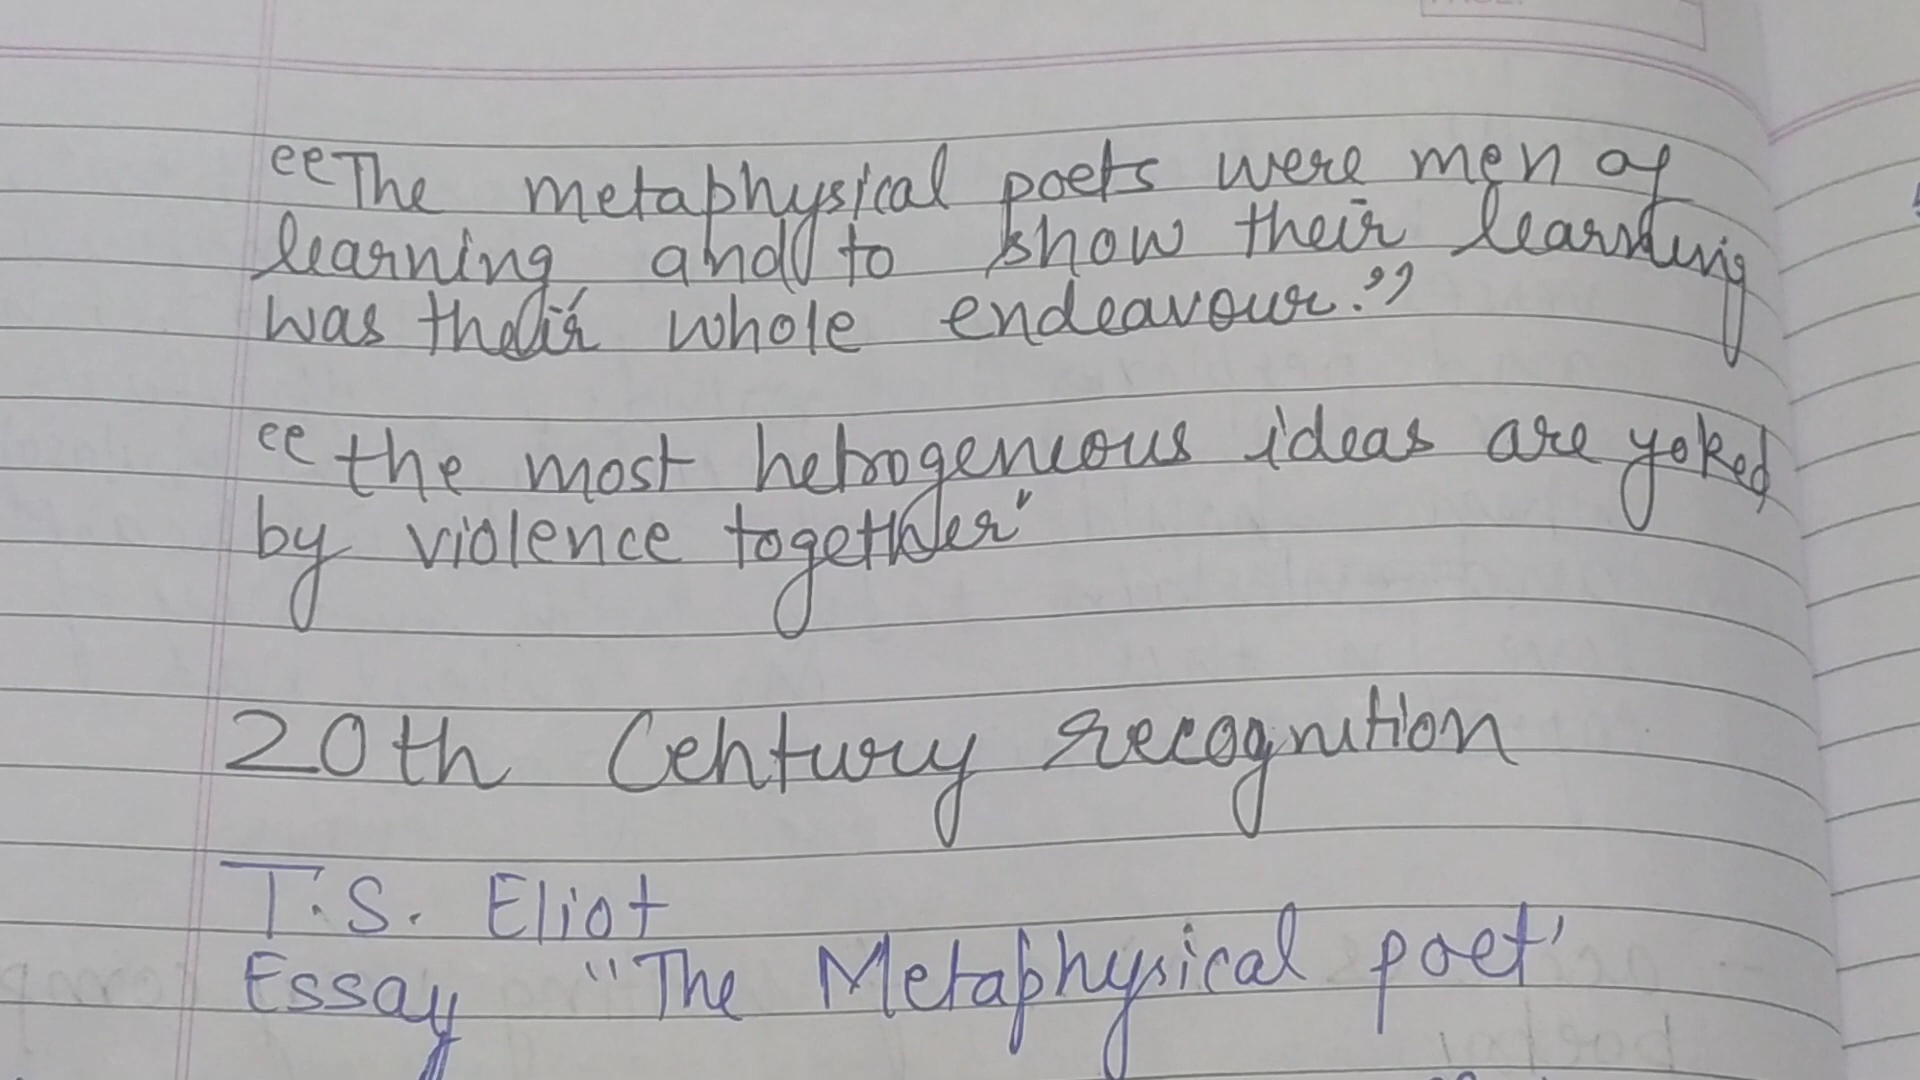 “The metaphysical poets were men of
learning and to show their learning
was their whole endeavour.”
“the most hetrogenious ideas are yoked
by violence together"
20th Century recognition
T.S. Eliot
Essay "The Metaphysical poet'